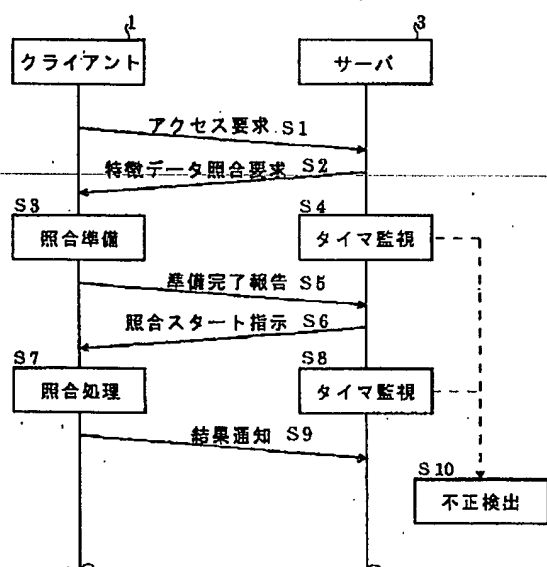 1
3
クライアント
サーバ
アクセス要求 S1
特徴データ照合要求 S2
S3
S4
照合準備
タイマ監視
準備完了報告 S5
照合スタート指示 S6
S7
S8
照合処理
タイマ監視
結果通知 S9
S10
不正検出